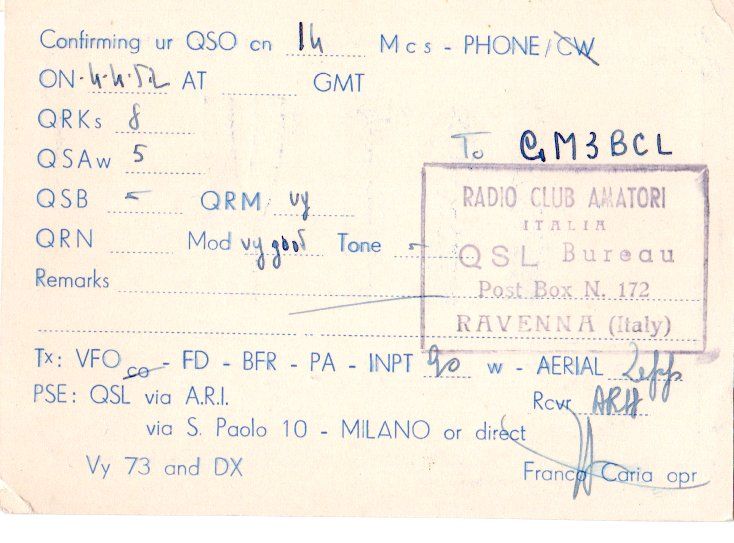 Confirming ur QSO on 14 Mcs - PHONE/CW
ON 4·4·52 AT GMT
QRKs 8
To GM3BCL
QSAw 5
QSB - QRM vy
QRN Mod vy good Tone -
RADIO CLUB AMATORI
ITALIA
QSL Bureau
Post Box N. 172
RAVENNA (Italy)
Remarks
Tx: VFO co - FD - BFR - PA - INPT 90 w - AERIAL Zepp
PSE: QSL via A.R.I.
Rcvr
via S. Paolo 10 - MILANO or direct
Vy 73 and DX
Franco Caria opr